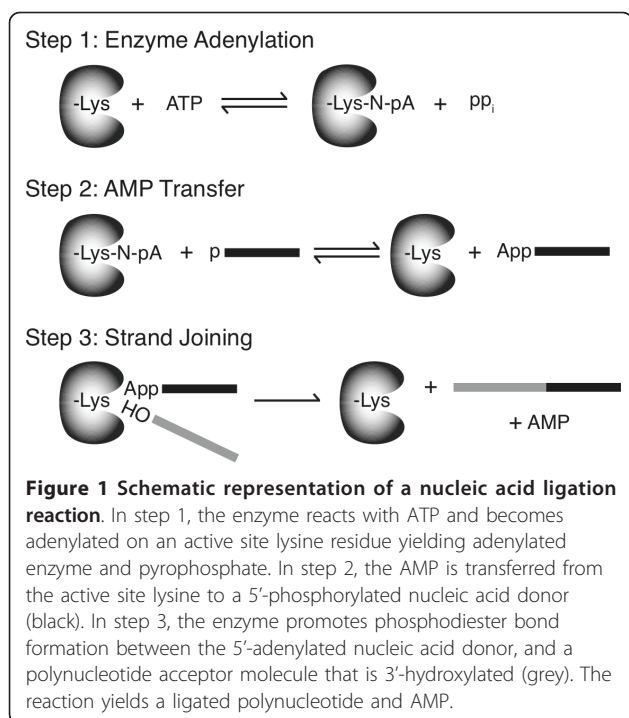 Step 1: Enzyme Adenylation
-Lys + ATP ⇌ -Lys-N-pA + ppi
Step 2: AMP Transfer
-Lys-N-pA + p ⇌ -Lys + App
Step 3: Strand Joining
-Lys App HO → -Lys +
+ AMP
Figure 1 Schematic representation of a nucleic acid ligation
reaction. In step 1, the enzyme reacts with ATP and becomes
adenylated on an active site lysine residue yielding adenylated
enzyme and pyrophosphate. In step 2, the AMP is transferred from
the active site lysine to a 5’-phosphorylated nucleic acid donor
(black). In step 3, the enzyme promotes phosphodiester bond
formation between the 5’-adenylated nucleic acid donor, and a
polynucleotide acceptor molecule that is 3’-hydroxylated (grey). The
reaction yields a ligated polynucleotide and AMP.